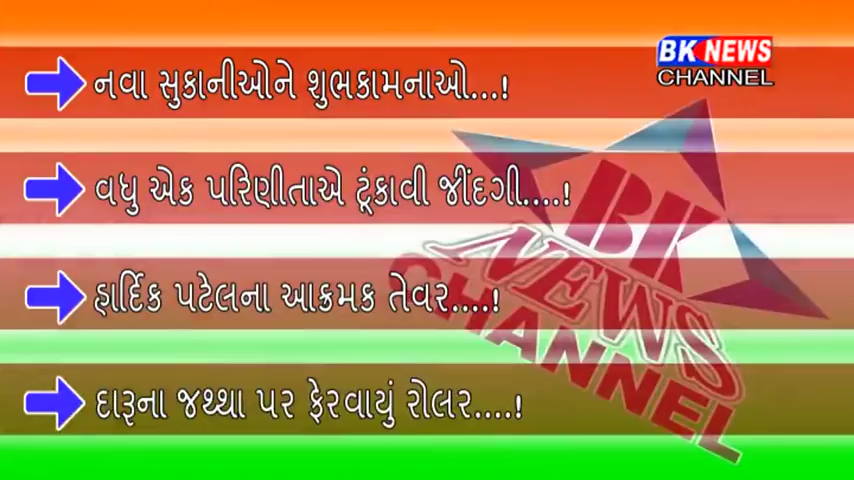 BK NEWS
CHANNEL
નવા સુકાનીઓને શુભકામનાઓ...!
વધુ એક પરિણીતાએ ટૂંકાવી જીંદગી....!
હાર્દિક પટેલના આક્રમક તેવર....!
દારૂના જથ્થા પર ફેરવાયું રોલર....!
BK
NEWS
CHANNEL